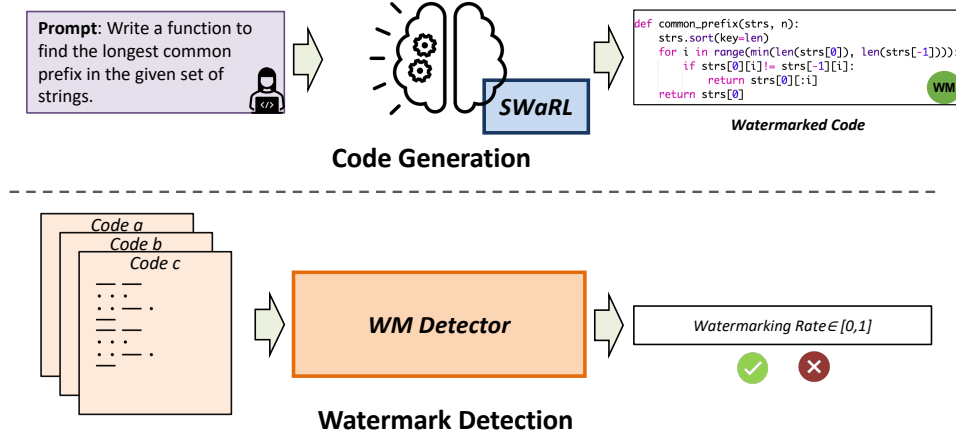 Prompt: Write a function to
find the longest common
prefix in the given set of
strings.
SWaRL
def common_prefix(strs, n):
    strs.sort(key=len)
    for i in range(min(len(strs[0]), len(strs[-1]))):
        if strs[0][i]!= strs[-1][i]:
            return strs[0][:i]
    return strs[0]
WM
Watermarked Code
Code Generation
Code a
Code b
Code c
WM Detector
Watermarking Rate∈[0,1]
Watermark Detection